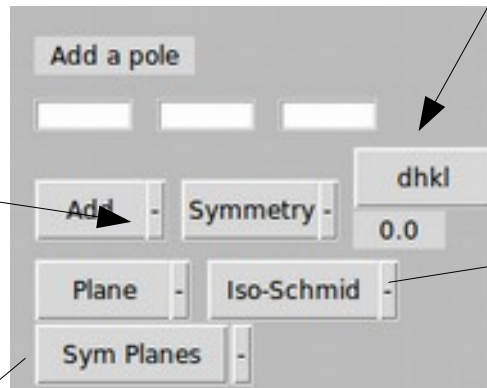 Add a pole
dhkl
Add - Symmetry -
0.0
Plane - Iso-Schmid -
Sym Planes -